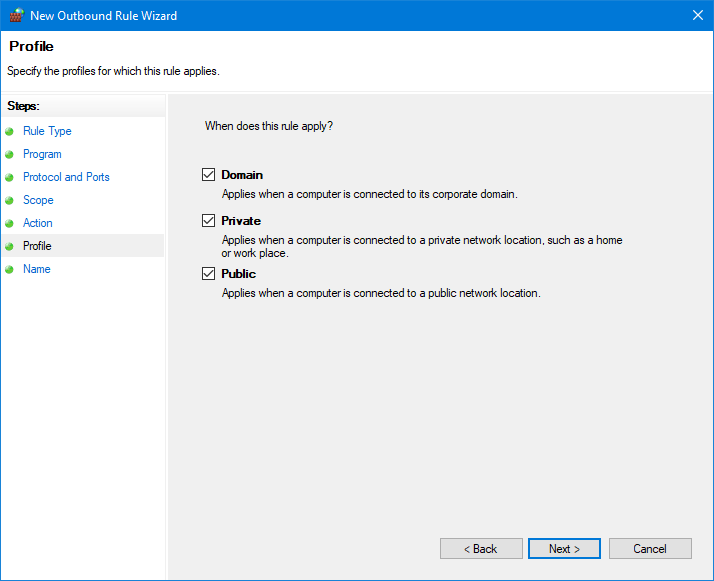 New Outbound Rule Wizard
Profile
Specify the profiles for which this rule applies.
Steps:
Rule Type
Program
Protocol and Ports
Scope
Action
Profile
Name
When does this rule apply?
Domain
Applies when a computer is connected to its corporate domain.
Private
Applies when a computer is connected to a private network location, such as a home
or work place.
Public
Applies when a computer is connected to a public network location.
< Back
Next >
Cancel